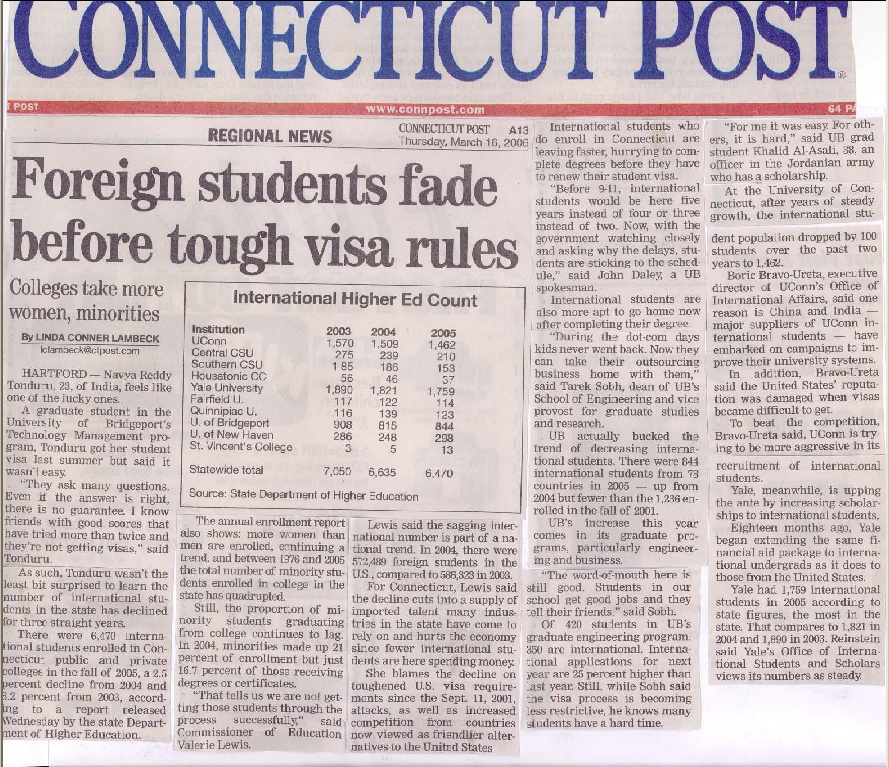 CONNECTICUT POST
T POST
www.connpost.com
64 PA
REGIONAL NEWS
CONNECTICUT POST A13
Thursday, March 16, 2006
Foreign students fade
before tough visa rules
Colleges take more
women, minorities
By LINDA CONNER LAMBECK
lclambeck@ctpost.com
HARTFORD — Navya Reddy
Tonduru, 23, of India, feels like
one of the lucky ones.
A graduate student in the
University of Bridgeport's
Technology Management pro-
gram, Tonduru got her student
visa last summer but said it
wasn't easy.
"They ask many questions.
Even if the answer is right,
there is no guarantee. I know
friends with good scores that
have tried more than twice and
they're not getting visas," said
Tonduru.
As such, Tonduru wasn't the
least bit surprised to learn the
number of international stu-
dents in the state has declined
for three straight years.
There were 6,470 interna-
tional students enrolled in Con-
necticut public and private
colleges in the fall of 2005, a 2.5
percent decline from 2004 and
8.2 percent from 2003, accord-
ing to a report released
Wednesday by the state Depart-
ment of Higher Education.
International Higher Ed Count
Institution 2003 2004 2005
UConn 1,570 1,509 1,462
Central CSU 275 239 210
Southern CSU 185 186 153
Housatonic CC 56 46 37
Yale University 1,890 1,821 1,759
Fairfield U. 117 122 114
Quinnipiac U. 116 139 123
U. of Bridgeport 908 815 844
U. of New Haven 286 248 298
St. Vincent's College 3 5 13
Statewide total 7,050 6,635 6,470
Source: State Department of Higher Education
The annual enrollment report
also shows: more women than
men are enrolled, continuing a
trend, and between 1976 and 2005
the total number of minority stu-
dents enrolled in college in the
state has quadrupled.
Still, the proportion of mi-
nority students graduating
from college continues to lag.
In 2004, minorities made up 21
percent of enrollment but just
16.7 percent of those receiving
degrees or certificates.
"That tells us we are not get-
ting those students through the
process successfully," said
Commissioner of Education
Valerie Lewis.
Lewis said the sagging inter-
national number is part of a na-
tional trend. In 2004, there were
572,489 foreign students in the
U.S., compared to 586,323 in 2003.
For Connecticut, Lewis said
the decline cuts into a supply of
imported talent many indus-
tries in the state have come to
rely on and hurts the economy
since fewer international stu-
dents are here spending money.
She blames the decline on
toughened U.S. visa require-
ments since the Sept. 11, 2001,
attacks, as well as increased
competition from countries
now viewed as friendlier alter-
natives to the United States
International students who
do enroll in Connecticut are
leaving faster, hurrying to com-
plete degrees before they have
to renew their student visa.
"Before 9-11, international
students would be here five
years instead of four or three
instead of two. Now, with the
government watching closely
and asking why the delays, stu-
dents are sticking to the sched-
ule," said John Daley, a UB
spokesman.
International students are
also more apt to go home now
after completing their degree.
"During the dot-com days
kids never went back. Now they
can take their outsourcing
business home with them,"
said Tarek Sobh, dean of UB's
School of Engineering and vice
provost for graduate studies
and research.
UB actually bucked the
trend of decreasing interna-
tional students. There were 844
international students from 73
countries in 2005 — up from
2004 but fewer than the 1,236 en-
rolled in the fall of 2001.
UB's increase this year
comes in its graduate pro-
grams, particularly engineer-
ing and business.
"The word-of-mouth here is
still good. Students in our
school get good jobs and they
tell their friends," said Sobh.
Of 420 students in UB's
graduate engineering program,
350 are international. Interna-
tional applications for next
year are 25 percent higher than
last year. Still, while Sobh said
the visa process is becoming
less restrictive, he knows many
students have a hard time.
"For me it was easy. For oth-
ers, it is hard," said UB grad
student Khalid Al-Asali, 38, an
officer in the Jordanian army
who has a scholarship.
At the University of Con-
necticut, after years of steady
growth, the international stu-
dent population dropped by 100
students over the past two
years to 1,462.
Boric Bravo-Ureta, executive
director of UConn's Office of
International Affairs, said one
reason is China and India —
major suppliers of UConn in-
ternational students — have
embarked on campaigns to im-
prove their university systems.
In addition, Bravo-Ureta
said the United States' reputa-
tion was damaged when visas
became difficult to get.
To beat the competition,
Bravo-Ureta said, UConn is try-
ing to be more aggressive in its
recruitment of international
students.
Yale, meanwhile, is upping
the ante by increasing scholar-
ships to international students.
Eighteen months ago, Yale
began extending the same fi-
nancial aid package to interna-
tional undergrads as it does to
those from the United States.
Yale had 1,759 international
students in 2005 according to
state figures, the most in the
state. That compares to 1,821 in
2004 and 1,890 in 2003. Reinstein
said Yale's Office of Interna-
tional Students and Scholars
views its numbers as steady.